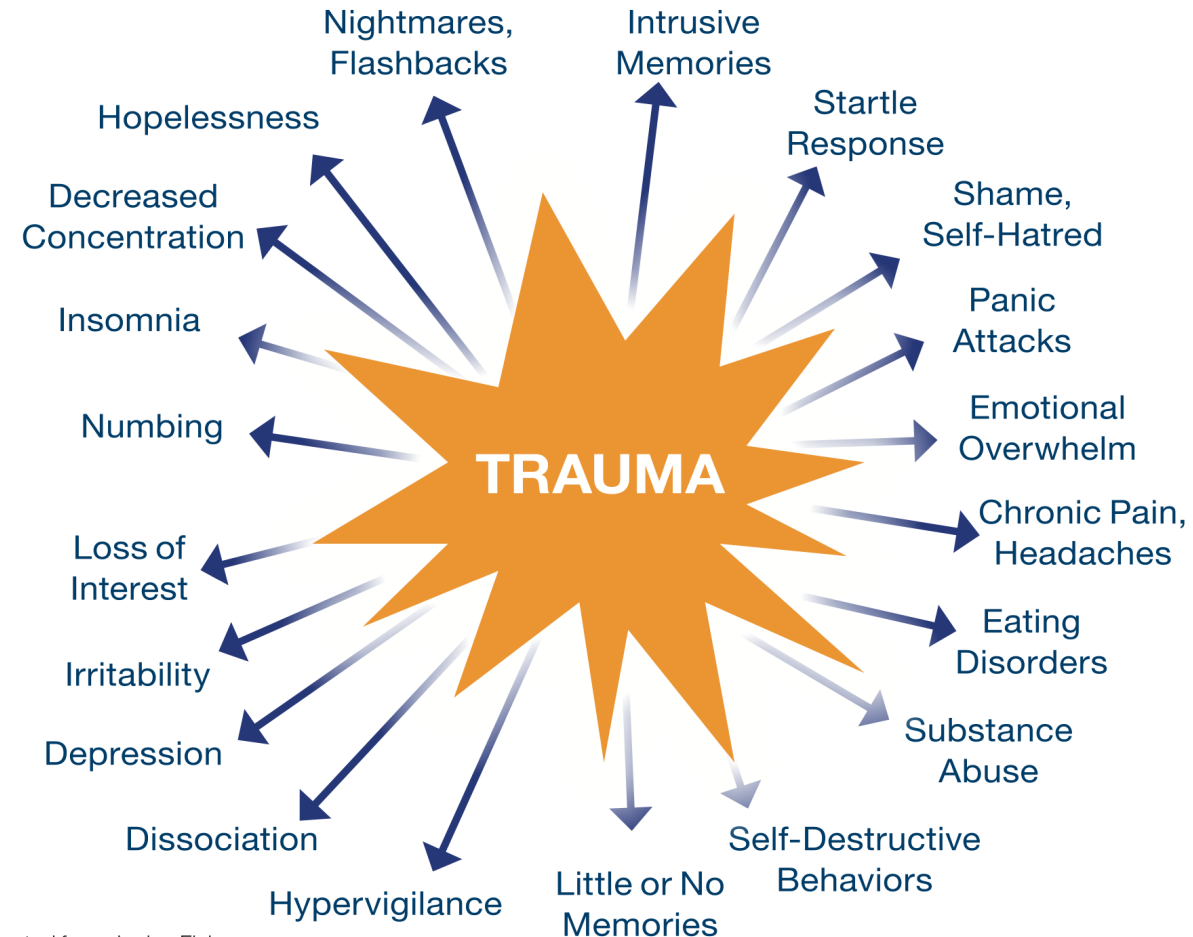 Nightmares,
Flashbacks
Intrusive
Memories
Startle
Response
Shame,
Self-Hatred
Panic
Attacks
Emotional
Overwhelm
Chronic Pain,
Headaches
Eating
Disorders
Substance
Abuse
Self-Destructive
Behaviors
Little or No
Memories
Hypervigilance
Dissociation
Depression
Irritability
Loss of
Interest
Numbing
Insomnia
Decreased
Concentration
Hopelessness
TRAUMA